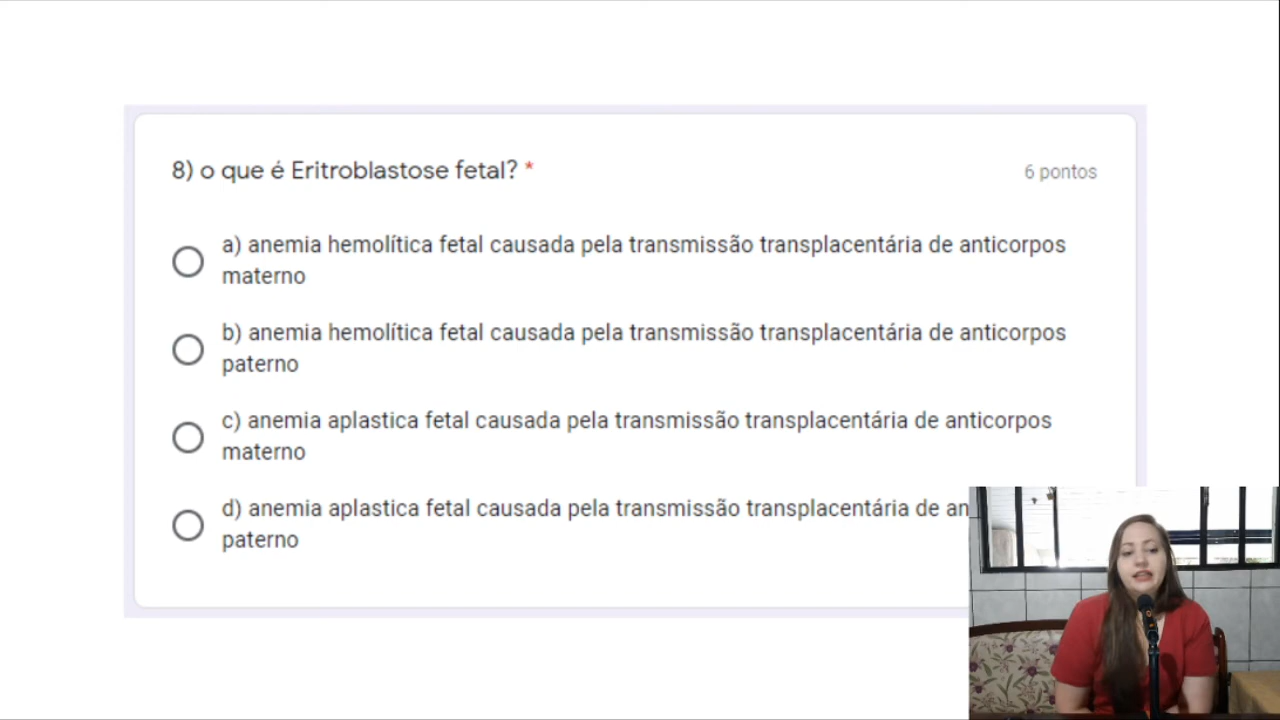 8) o que é Eritroblastose fetal? *
6 pontos
a) anemia hemolítica fetal causada pela transmissão transplacentária de anticorpos
materno
b) anemia hemolítica fetal causada pela transmissão transplacentária de anticorpos
paterno
c) anemia aplastica fetal causada pela transmissão transplacentária de anticorpos
materno
d) anemia aplastica fetal causada pela transmissão transplacentária de
paterno